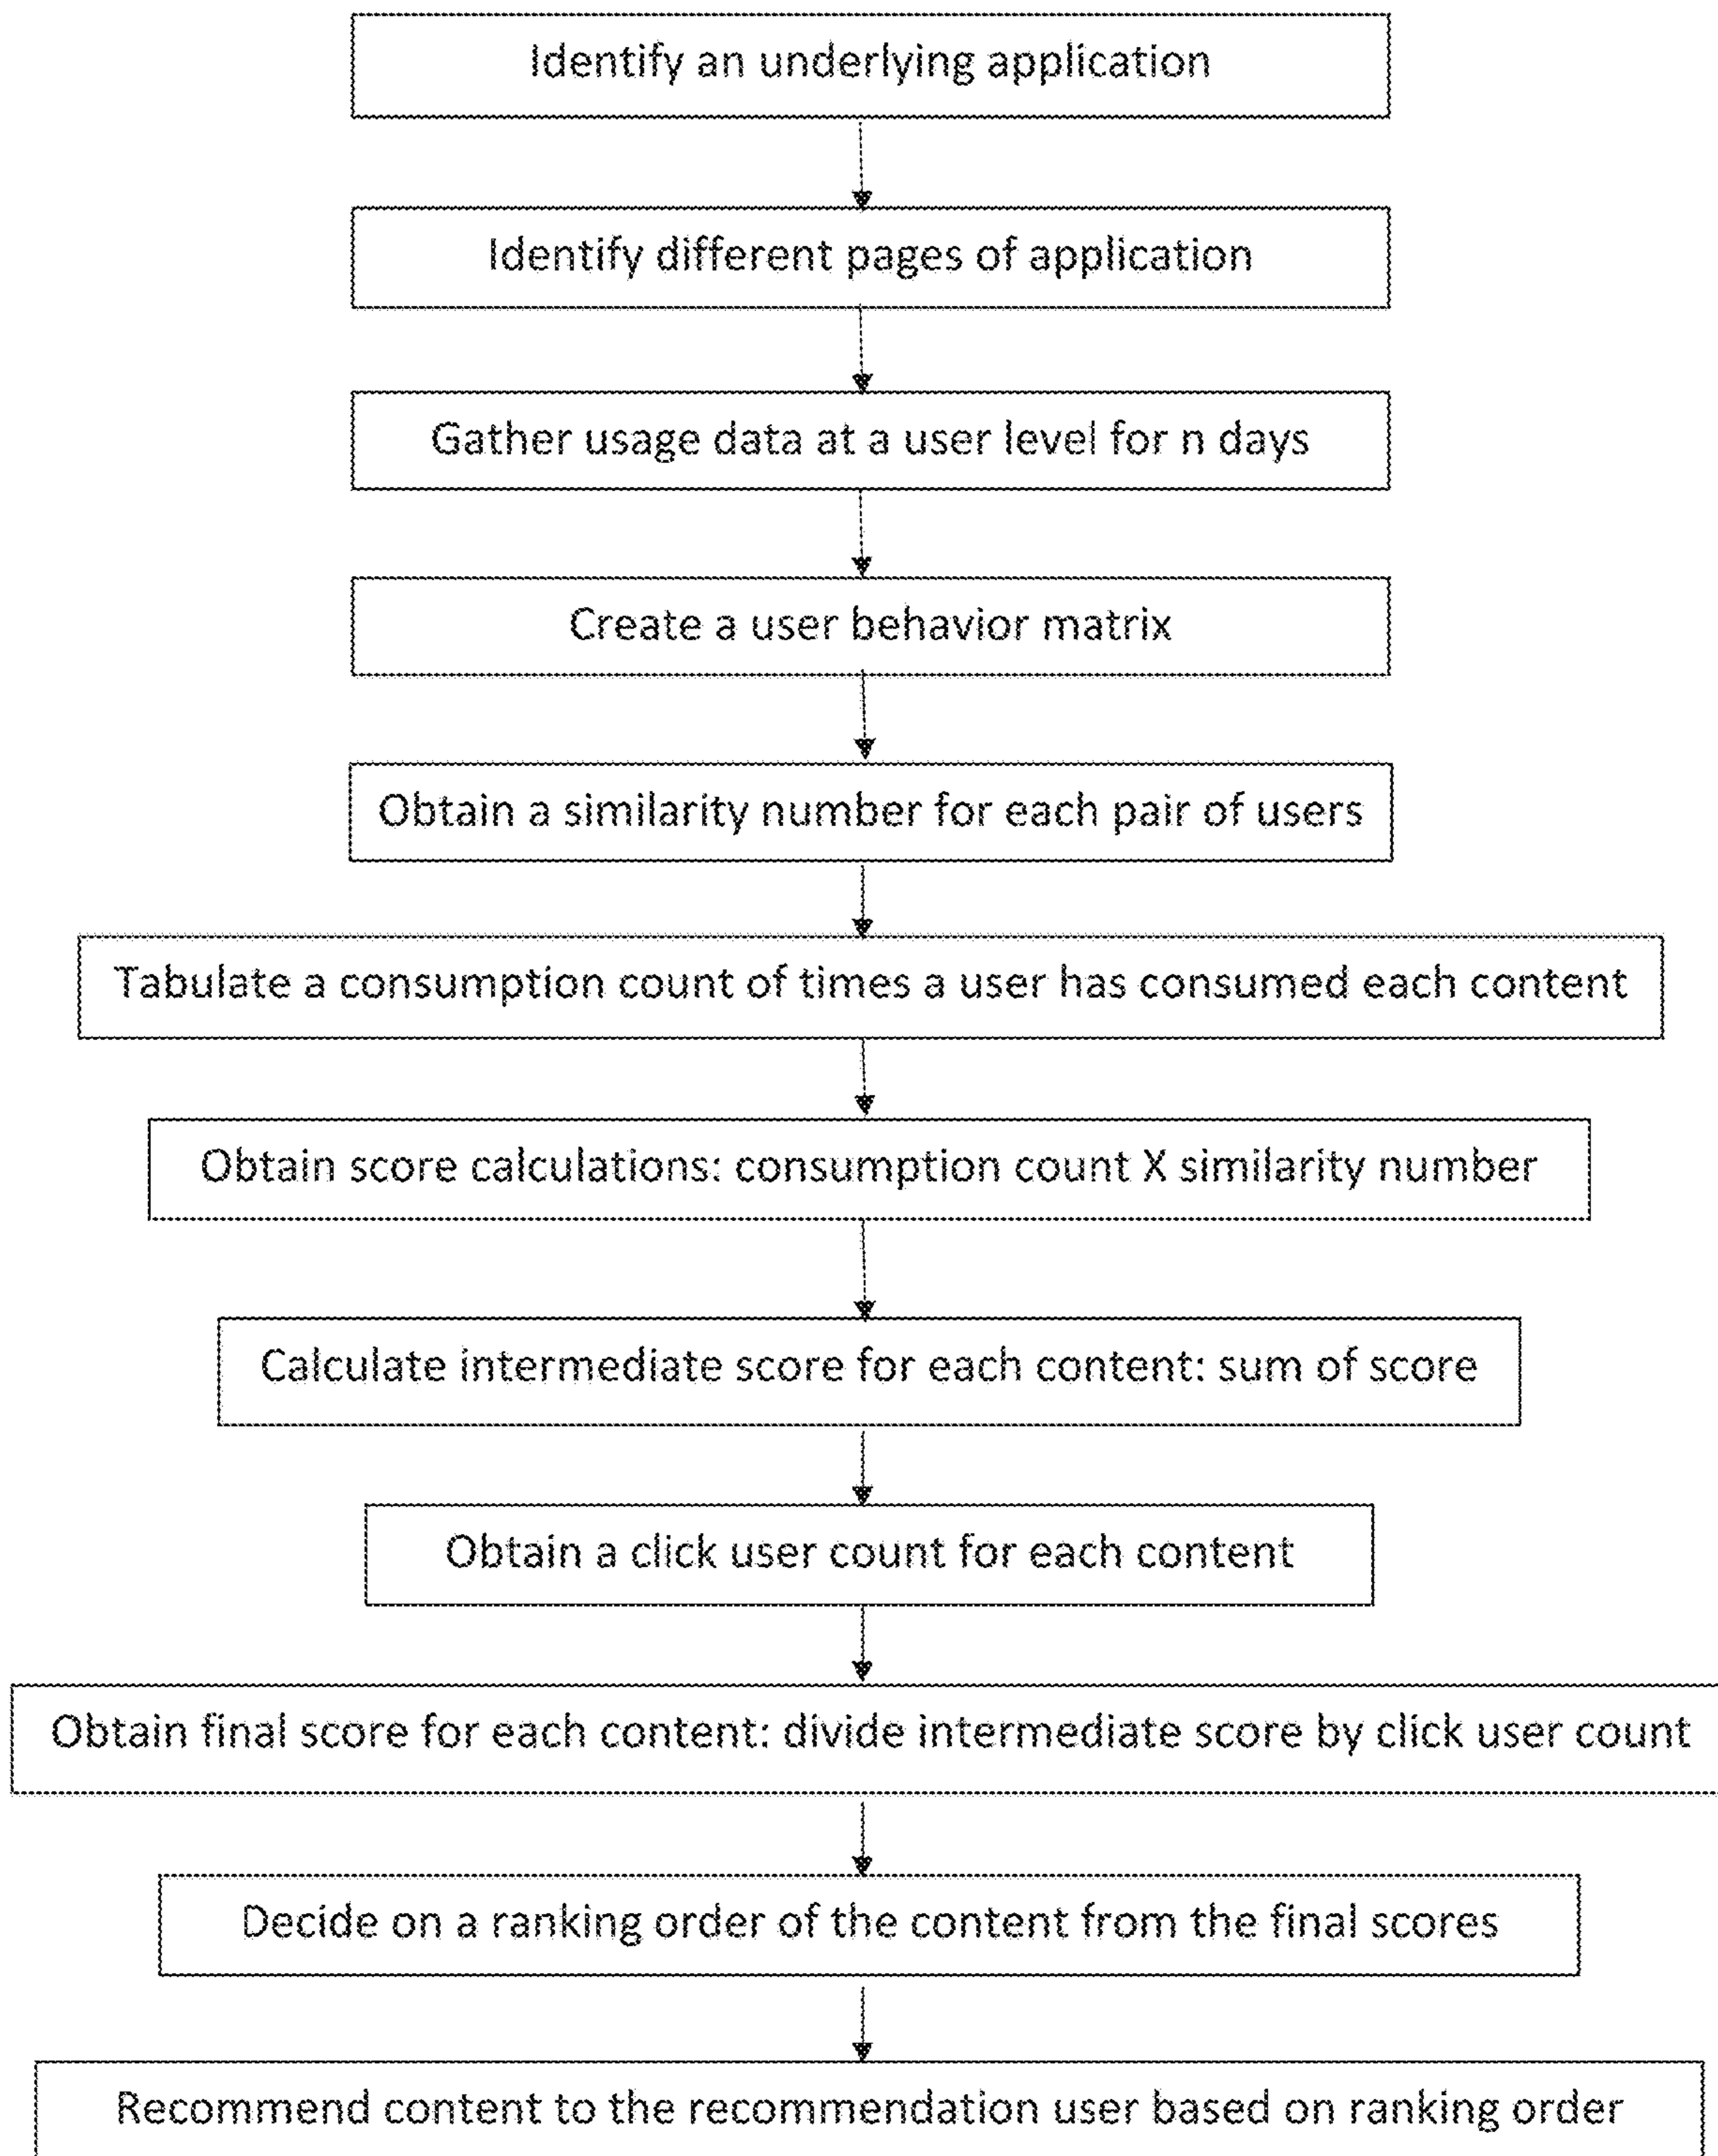 Identify an underlying application
Identify different pages of application
Gather usage data at a user level for n days
Create a user behavior matrix
Obtain a similarity number for each pair of users
Tabulate a consumption count of times a user has consumed each content
Obtain score calculations: consumption count X similarity number
Calculate intermediate score for each content: sum of score
Obtain a click user count for each content
Obtain final score for each content: divide intermediate score by click user count
Decide on a ranking order of the content from the final scores
Recommend content to the recommendation user based on ranking order